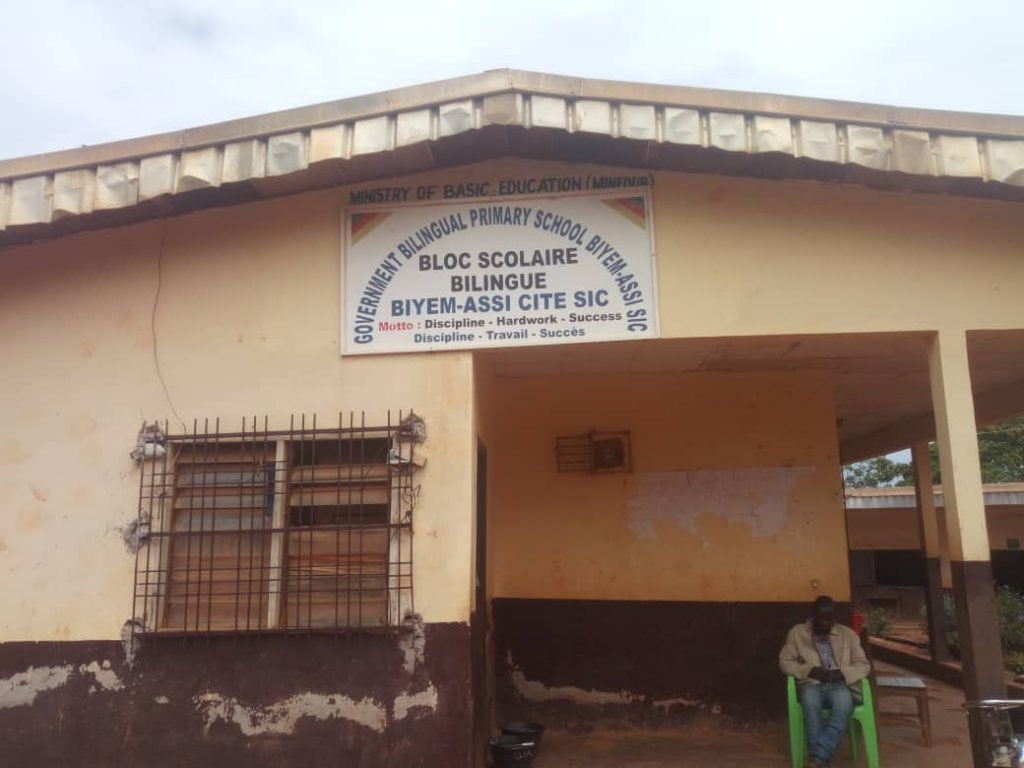 MINISTRY OF BASIC EDUCATION (MINEDUB)
GOVERNMENT BILINGUAL PRIMARY SCHOOL BIYEM-ASSI SIC
BLOC SCOLAIRE
BILINGUE
BIYEM-ASSI CITE SIC
Motto : Discipline - Hardwork - Success
Discipline - Travail - Succès